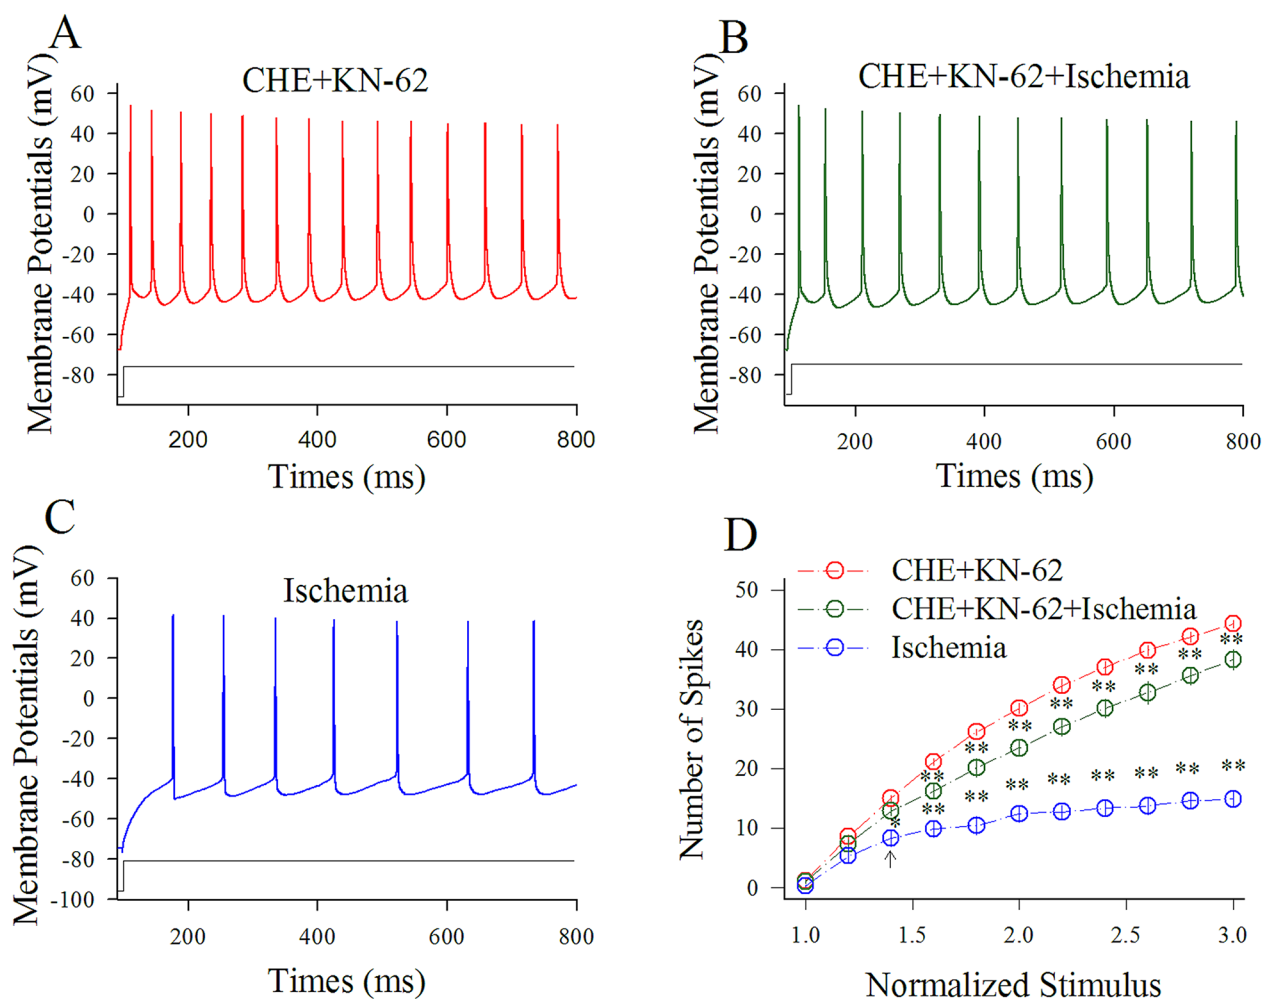 A
CHE+KN-62
Membrane Potentials (mV)
60
40
20
0
-20
-40
-60
-80
200 400 600 800
Times (ms)
B
CHE+KN-62+Ischemia
Membrane Potentials (mV)
60
40
20
0
-20
-40
-60
-80
200 400 600 800
Times (ms)
C
Ischemia
Membrane Potentials (mV)
60
40
20
0
-20
-40
-60
-80
-100
200 400 600 800
Times (ms)
D
CHE+KN-62
CHE+KN-62+Ischemia
Ischemia
Number of Spikes
50
40
30
20
10
0
** ** ** ** ** ** ** **
* ** ** ** ** ** ** ** **
1.0 1.5 2.0 2.5 3.0
Normalized Stimulus